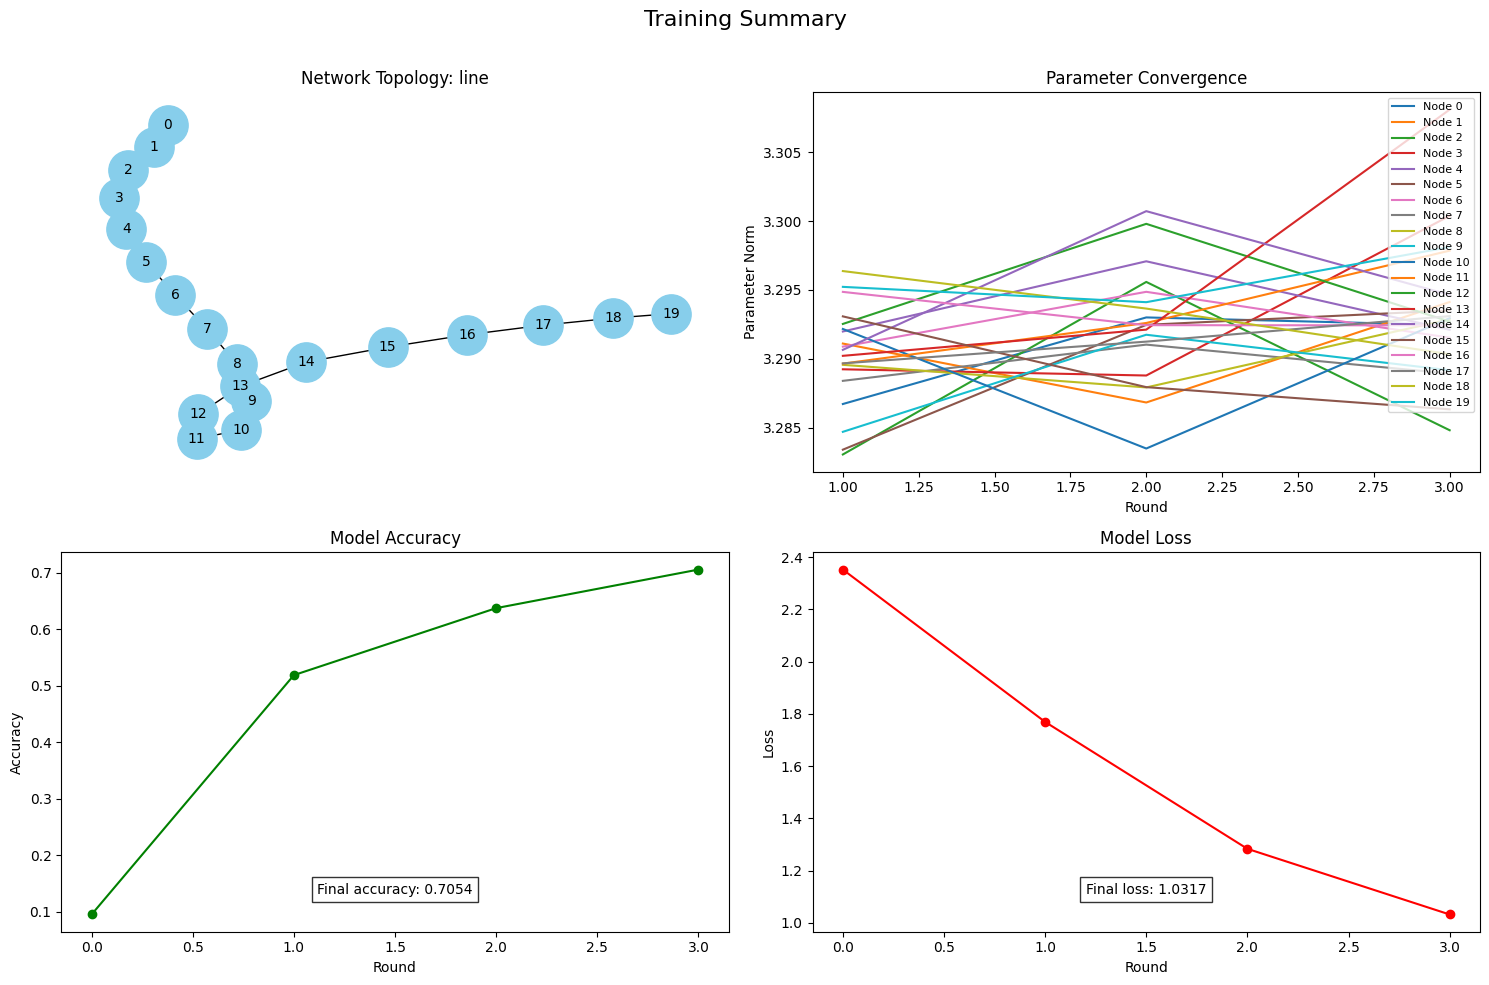 Training Summary
Network Topology: line
0
1
2
3
4
5
6
7
8
13
9
12
10
11
14
15
16
17
18
19
Parameter Convergence
Parameter Norm
3.305
3.300
3.295
3.290
3.285
1.00 1.25 1.50 1.75 2.00 2.25 2.50 2.75 3.00
Round
Node 0
Node 1
Node 2
Node 3
Node 4
Node 5
Node 6
Node 7
Node 8
Node 9
Node 10
Node 11
Node 12
Node 13
Node 14
Node 15
Node 16
Node 17
Node 18
Node 19
Model Accuracy
Accuracy
0.7
0.6
0.5
0.4
0.3
0.2
0.1
Final accuracy: 0.7054
0.0 0.5 1.0 1.5 2.0 2.5 3.0
Round
Model Loss
Loss
2.4
2.2
2.0
1.8
1.6
1.4
1.2
1.0
Final loss: 1.0317
0.0 0.5 1.0 1.5 2.0 2.5 3.0
Round